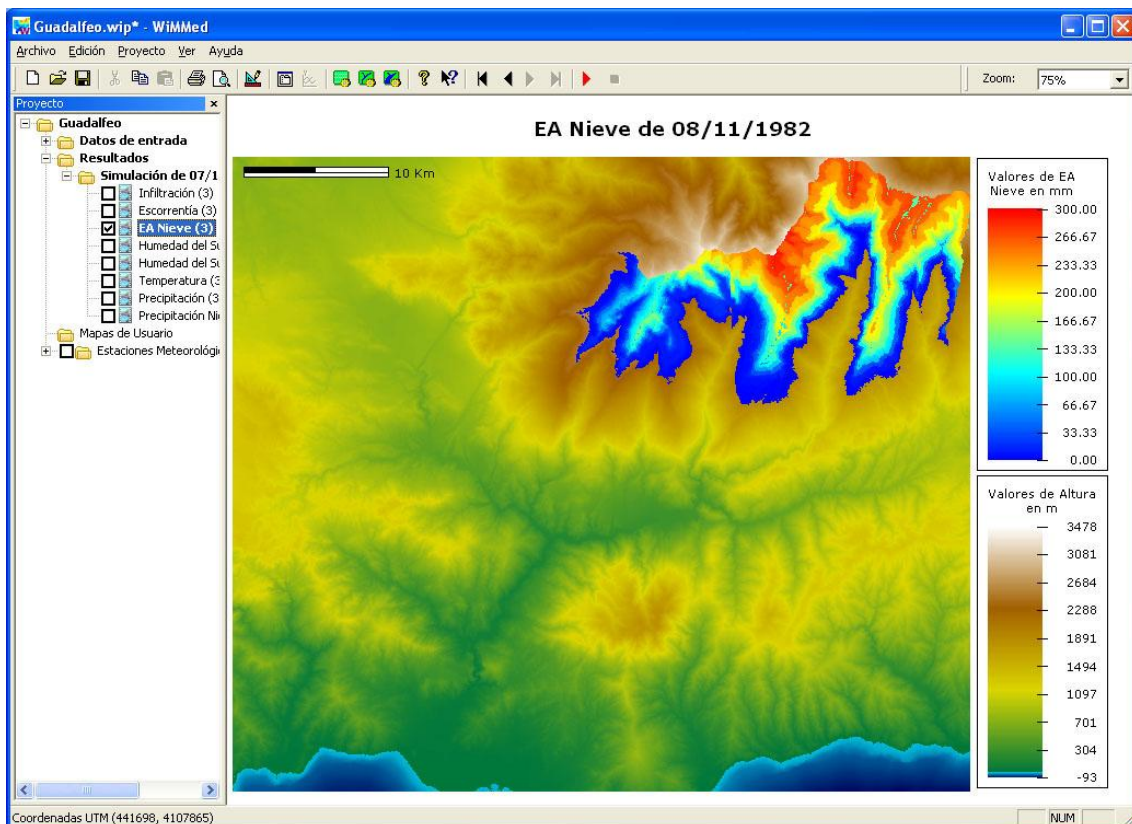 Guadalfeo.wip* - WiMMed
Archivo Edición Proyecto Ver Ayuda
Zoom: 75%
Proyecto
Guadalfeo
Datos de entrada
Resultados
Simulación de 07/1
Infiltración (3)
Escorrentía (3)
EA Nieve (3)
Humedad del Su
Humedad del Su
Temperatura (3
Precipitación (3
Precipitación Ni
Mapas de Usuario
Estaciones Meteorológi
EA Nieve de 08/11/1982
10 Km
Valores de EA
Nieve en mm
300.00
266.67
233.33
200.00
166.67
133.33
100.00
66.67
33.33
0.00
Valores de Altura
en m
3478
3081
2684
2288
1891
1494
1097
701
304
-93
Coordenadas UTM (441698, 4107865)
NUM